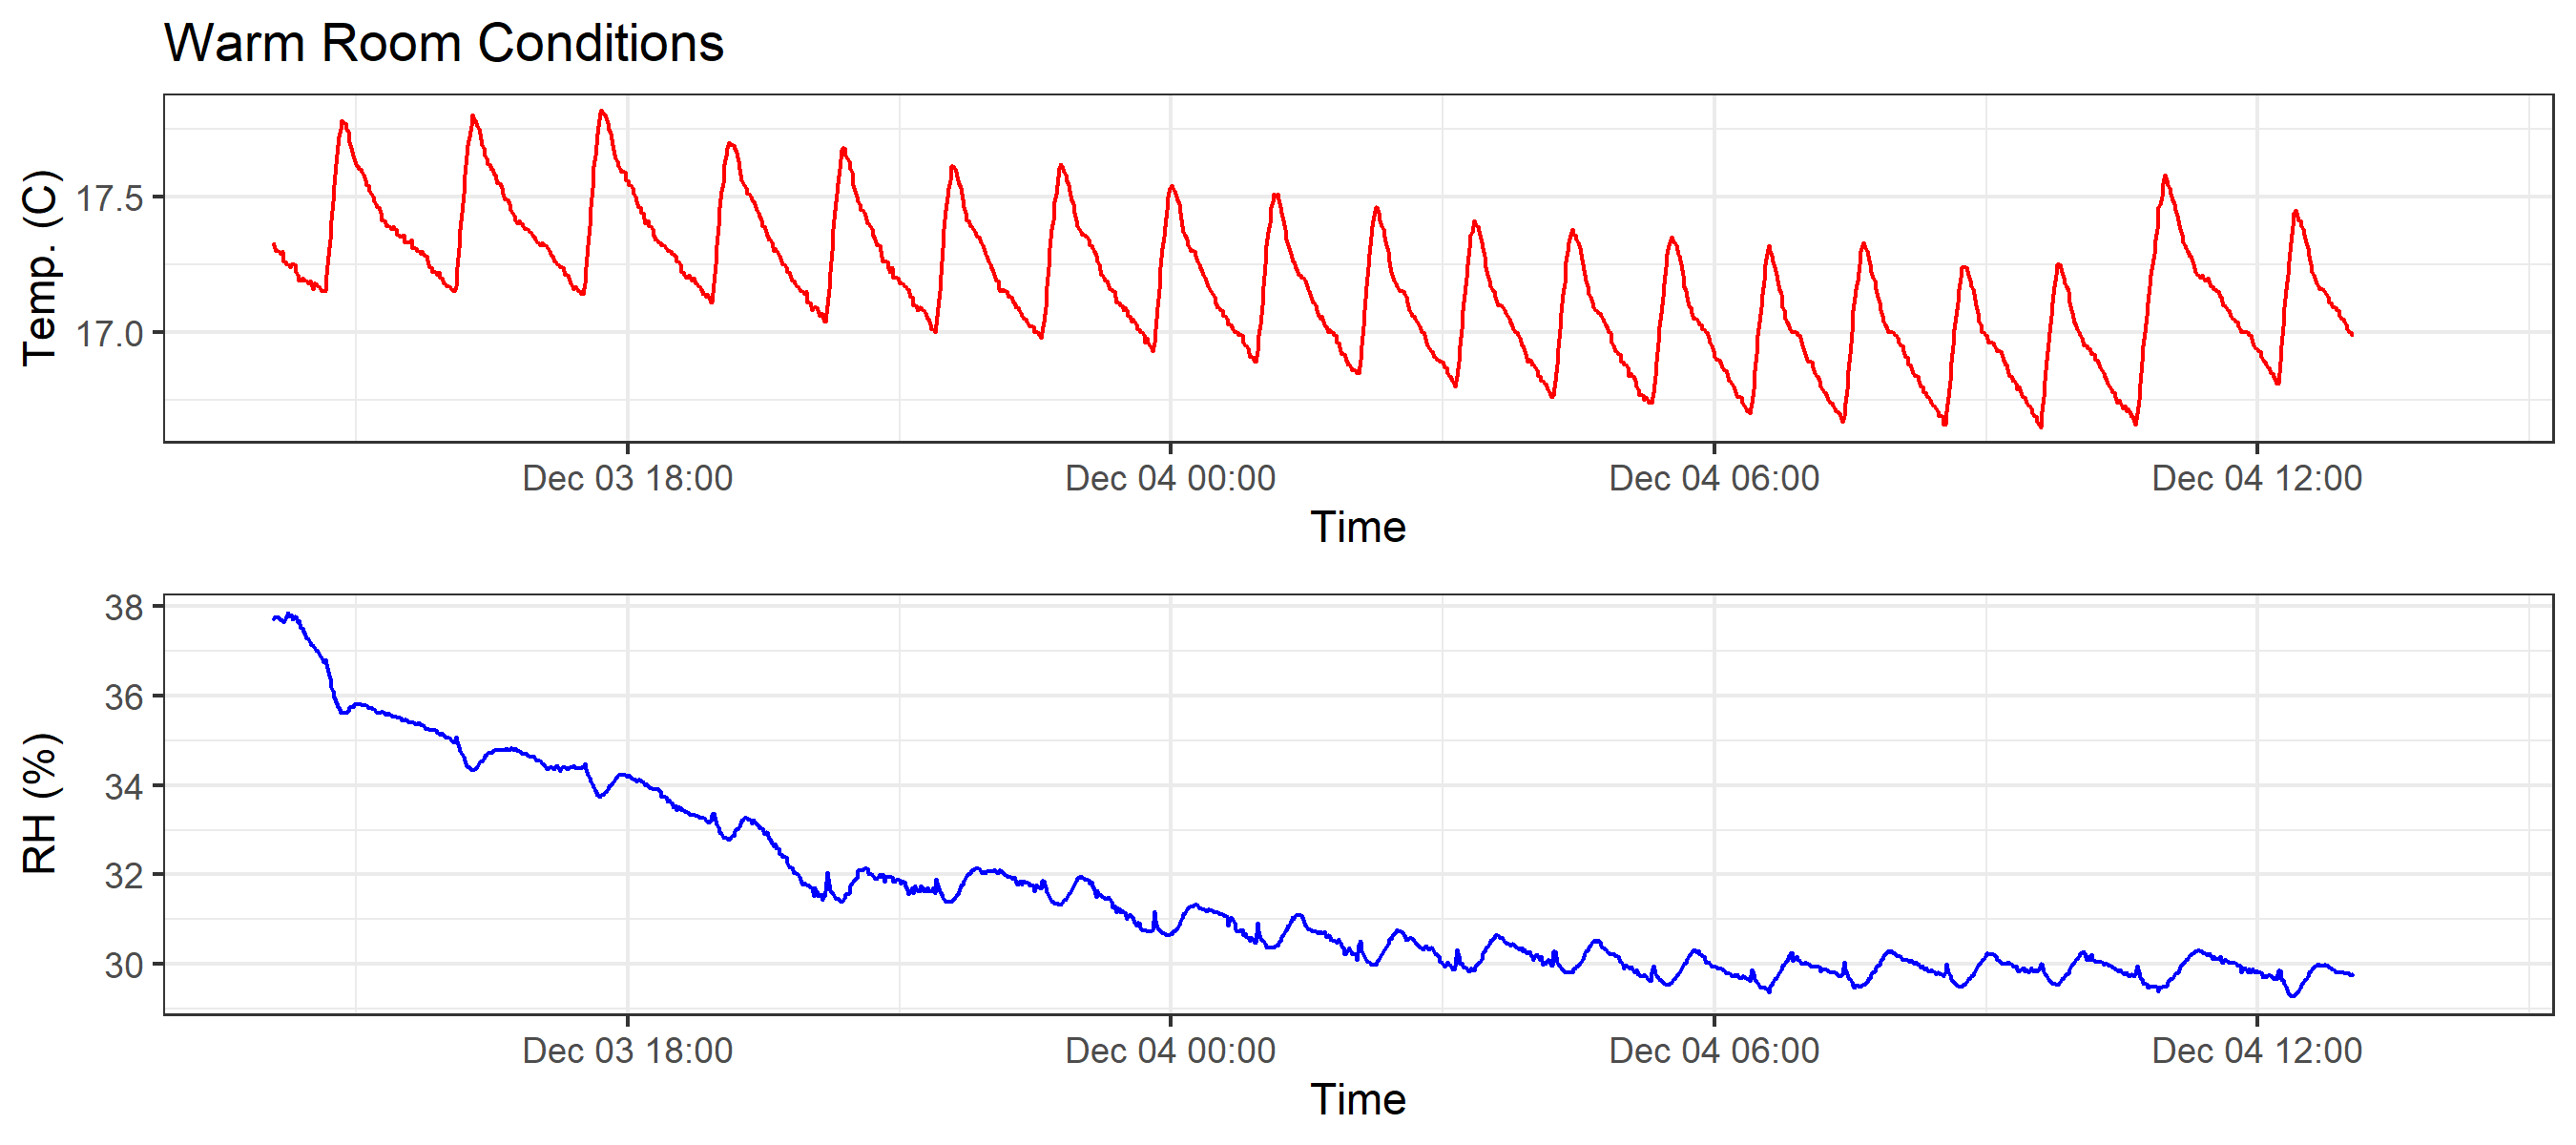 Warm Room Conditions
Temp. (C)
17.5
17.0
Dec 03 18:00
Dec 04 00:00
Dec 04 06:00
Dec 04 12:00
Time
RH (%)
38
36
34
32
30
Dec 03 18:00
Dec 04 00:00
Dec 04 06:00
Dec 04 12:00
Time